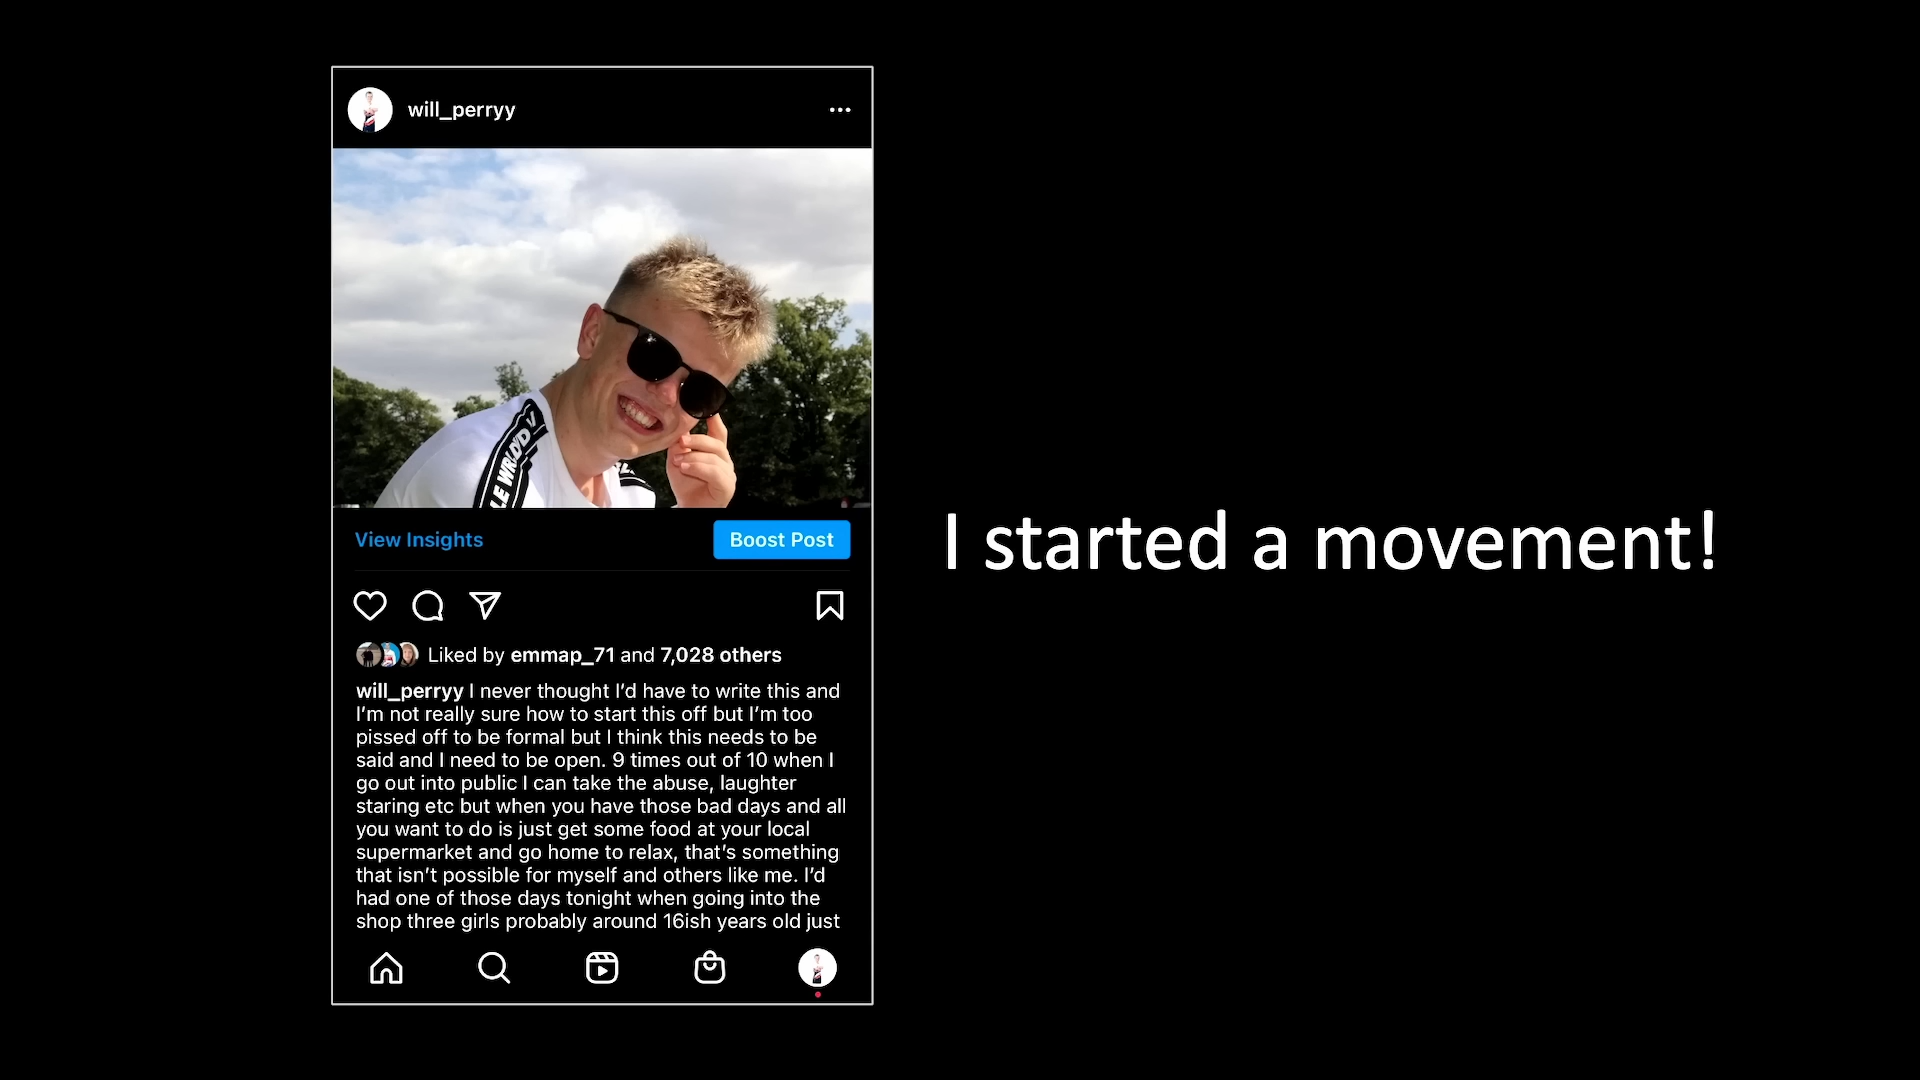 will_perryy
LE WRLD
View Insights
Boost Post
Liked by emmap_71 and 7,028 others
will_perryy I never thought I’d have to write this and
I’m not really sure how to start this off but I’m too
pissed off to be formal but I think this needs to be
said and I need to be open. 9 times out of 10 when I
go out into public I can take the abuse, laughter
staring etc but when you have those bad days and all
you want to do is just get some food at your local
supermarket and go home to relax, that’s something
that isn’t possible for myself and others like me. I’d
had one of those days tonight when going into the
shop three girls probably around 16ish years old just
I started a movement!